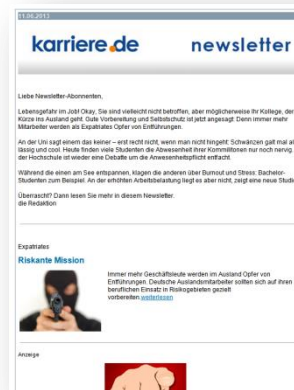 11.06.2013
karriere.de newsletter
Liebe Newsletter-Abonnenten,
Lebensgefahr im Job! Okay, Sie sind vielleicht nicht betroffen, aber möglicherweise Ihr Kollege, der
Kürze ins Ausland geht. Gute Vorbereitung und Selbstschutz ist jetzt angesagt. Denn immer mehr
Mitarbeiter werden als Expatriates Opfer von Entführungen.
An der Uni sagt einem das keiner – erst recht nicht, wenn man nicht hingeht: Schwänzen galt mal als
lässig und cool. Heute finden viele Studenten die Abwesenheit ihrer Kommilitonen nur noch nervig.
der Hochschule ist wieder eine Debatte um die Anwesenheitspflicht entfacht.
Während die einen am See entspannen, klagen die anderen über Burnout und Stress: Bachelor-
Studenten zum Beispiel. An der erhöhten Arbeitsbelastung liegt es aber nicht, zeigt eine neue Studie
Überrascht? Dann lesen Sie mehr in diesem Newsletter.
die Redaktion
Expatriates
Riskante Mission
Immer mehr Geschäftsleute werden im Ausland Opfer von
Entführungen. Deutsche Auslandsmitarbeiter sollten sich auf ihren
beruflichen Einsatz in Risikogebieten gezielt
vorbereiten.weiterlesen
Anzeige